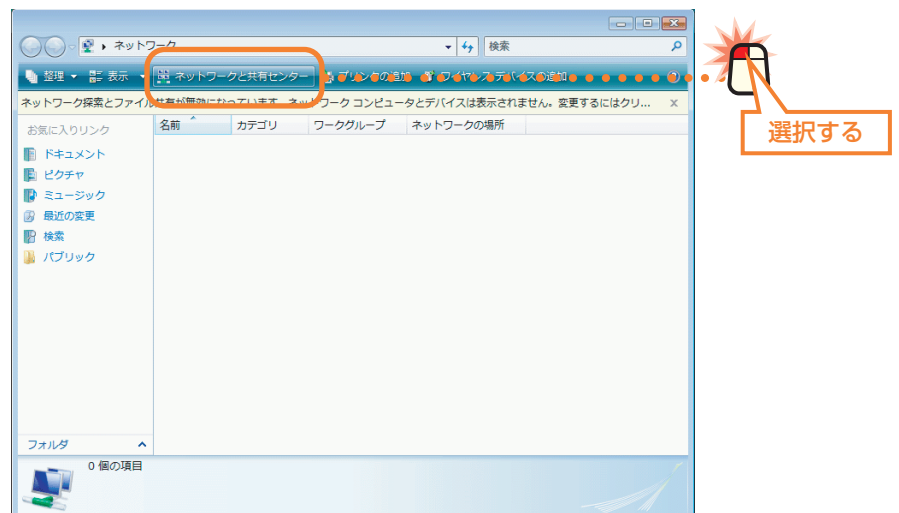 ネットワーク
検索
整理 表示 ネットワークと共有センター プリンタの追加 ワイヤレス デバイスの追加
ネットワーク探索とファイル共有が無効になっています。ネットワーク コンピュータとデバイスは表示されません。変更するにはクリ...
選択する
お気に入りリンク
名前 カテゴリ ワークグループ ネットワークの場所
ドキュメント
ピクチャ
ミュージック
最近の変更
検索
パブリック
フォルダ
0 個の項目